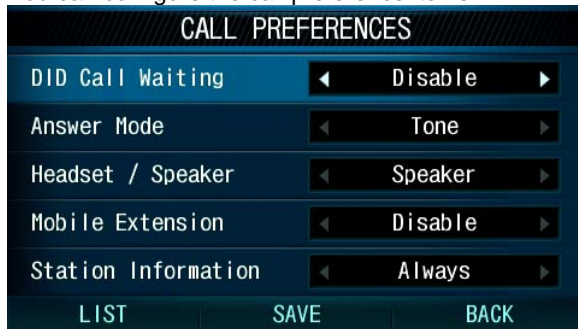 CALL PREFERENCES
DID Call Waiting Disable
Answer Mode Tone
Headset / Speaker Speaker
Mobile Extension Disable
Station Information Always
LIST SAVE BACK